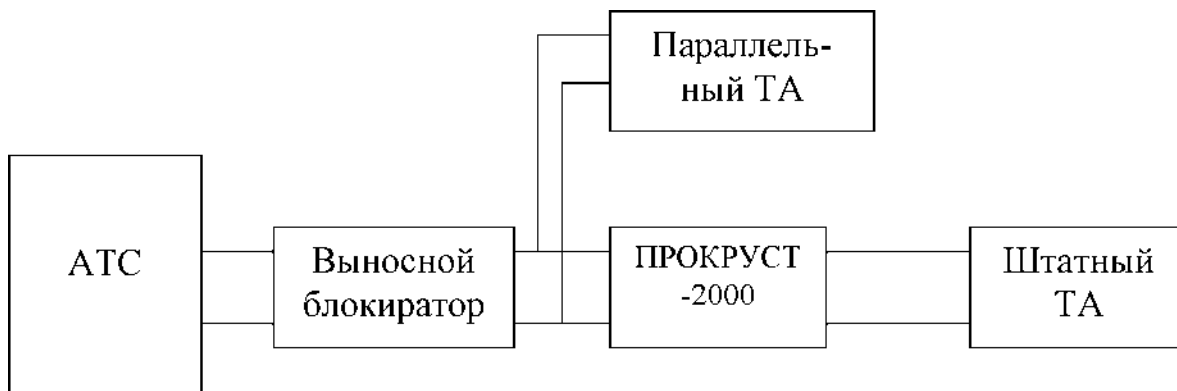 Параллель-
ный ТА
АТС
Выносной
блокиратор
ПРОКРУСТ
-2000
Штатный
ТА